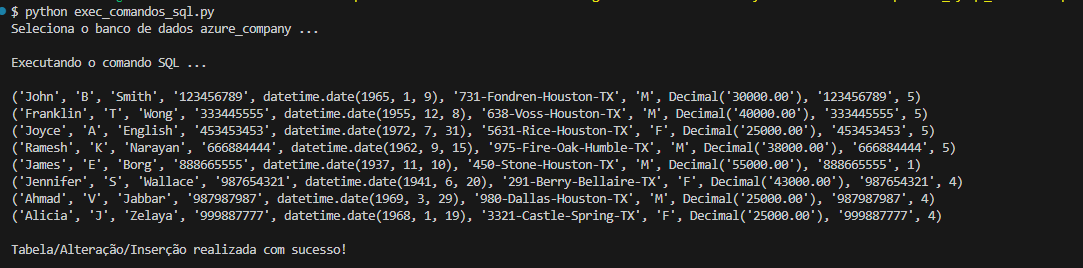 $ python exec_comandos_sql.py
Seleciona o banco de dados azure_company ...
Executando o comando SQL ...
('John', 'B', 'Smith', '123456789', datetime.date(1965, 1, 9), '731-Fondren-Houston-TX', 'M', Decimal('30000.00'), '123456789', 5)
('Franklin', 'T', 'Wong', '333445555', datetime.date(1955, 12, 8), '638-Voss-Houston-TX', 'M', Decimal('40000.00'), '333445555', 5)
('Joyce', 'A', 'English', '453453453', datetime.date(1972, 7, 31), '5631-Rice-Houston-TX', 'F', Decimal('25000.00'), '453453453', 5)
('Ramesh', 'K', 'Narayan', '666884444', datetime.date(1962, 9, 15), '975-Fire-Oak-Humble-TX', 'M', Decimal('38000.00'), '666884444', 5)
('James', 'E', 'Borg', '888665555', datetime.date(1937, 11, 10), '450-Stone-Houston-TX', 'M', Decimal('55000.00'), '888665555', 1)
('Jennifer', 'S', 'Wallace', '987654321', datetime.date(1941, 6, 20), '291-Berry-Bellaire-TX', 'F', Decimal('43000.00'), '987654321', 4)
('Ahmad', 'V', 'Jabbar', '987987987', datetime.date(1969, 3, 29), '980-Dallas-Houston-TX', 'M', Decimal('25000.00'), '987987987', 4)
('Alicia', 'J', 'Zelaya', '999887777', datetime.date(1968, 1, 19), '3321-Castle-Spring-TX', 'F', Decimal('25000.00'), '999887777', 4)
Tabela/Alteração/Inserção realizada com sucesso!